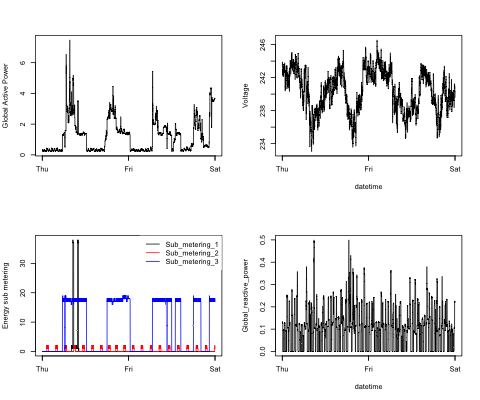 Global Active Power
0 2 4 6
Thu Fri Sat
Voltage
234 238 242 246
Thu Fri Sat
datetime
Energy sub metering
0 10 20 30
Sub_metering_1
Sub_metering_2
Sub_metering_3
Thu Fri Sat
Global_reactive_power
0.0 0.1 0.2 0.3 0.4 0.5
Thu Fri Sat
datetime